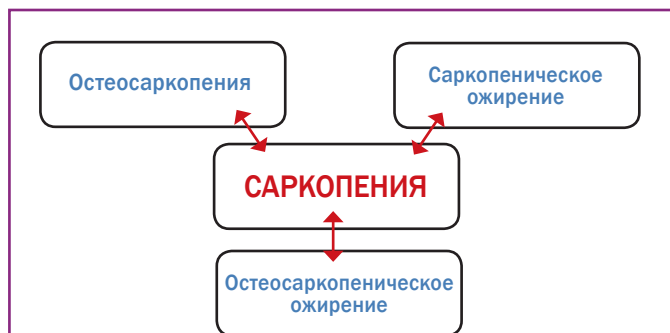 Остеосаркопения
Саркопеническое
ожирение
САРКОПЕНИЯ
Остеосаркопеническое
ожирение